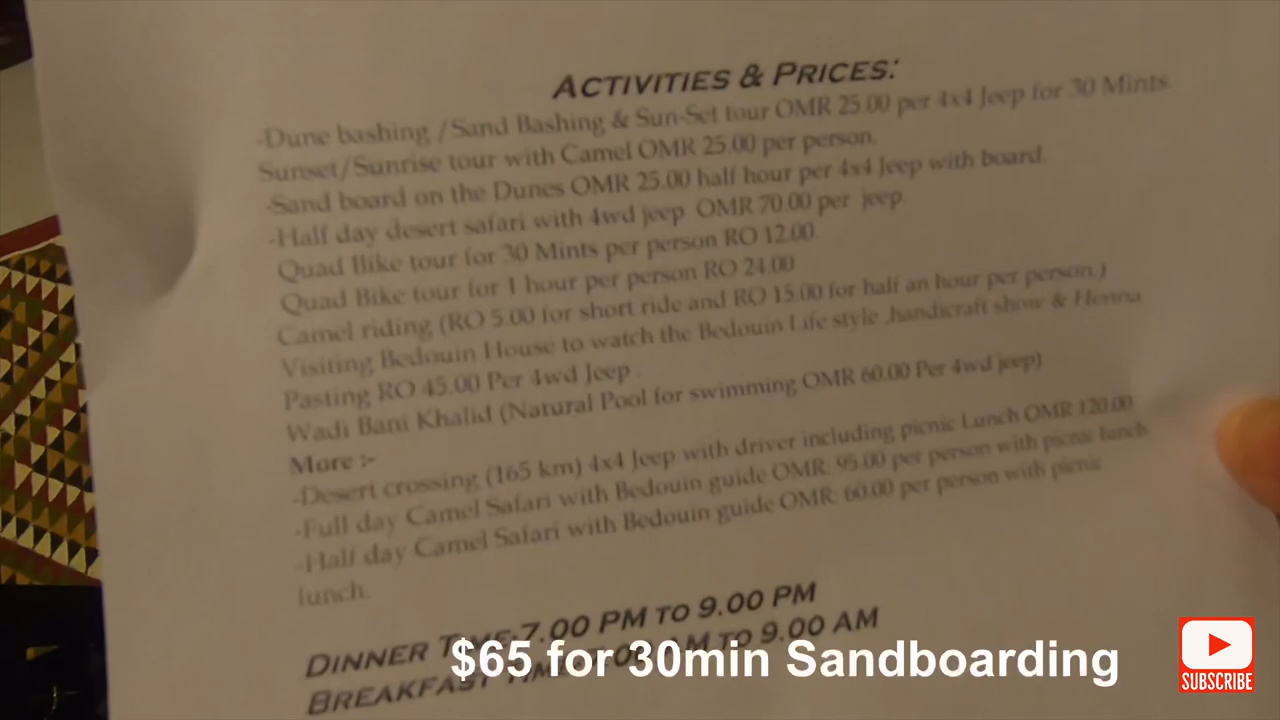 ACTIVITIES & PRICES:
-Dune bashing /Sand Bashing & Sun-Set tour OMR 25.00 per 4x4 Jeep for 30 Mints.
Sunset/Sunrise tour with Camel OMR 25.00 per person.
-Sand board on the Dunes OMR 25.00 half hour per 4x4 Jeep with board.
-Half day desert safari with 4wd jeep OMR 70.00 per jeep.
Quad Bike tour for 30 Mints per person RO 12.00.
Quad Bike tour for 1 hour per person RO 24.00
Camel riding (RO 5.00 for short ride and RO 15.00 for half an hour per person.)
Visiting Bedouin House to watch the Bedouin Life style ,handicraft show & Henna
Pasting RO 45.00 Per 4wd Jeep .
Wadi Bani Khalid (Natural Pool for swimming OMR 60.00 Per 4wd jeep)
More :-
-Desert crossing (165 km) 4x4 Jeep with driver including picnic Lunch OMR 120.00
-Full day Camel Safari with Bedouin guide OMR: 95.00 per person with picnic lunch
-Half day Camel Safari with Bedouin guide OMR: 60.00 per person with picnic
lunch.
DINNER TIME:7.00 PM TO 9.00 PM
BREAKFAST TO 9.00 AM
$65 for 30min Sandboarding
SUBSCRIBE